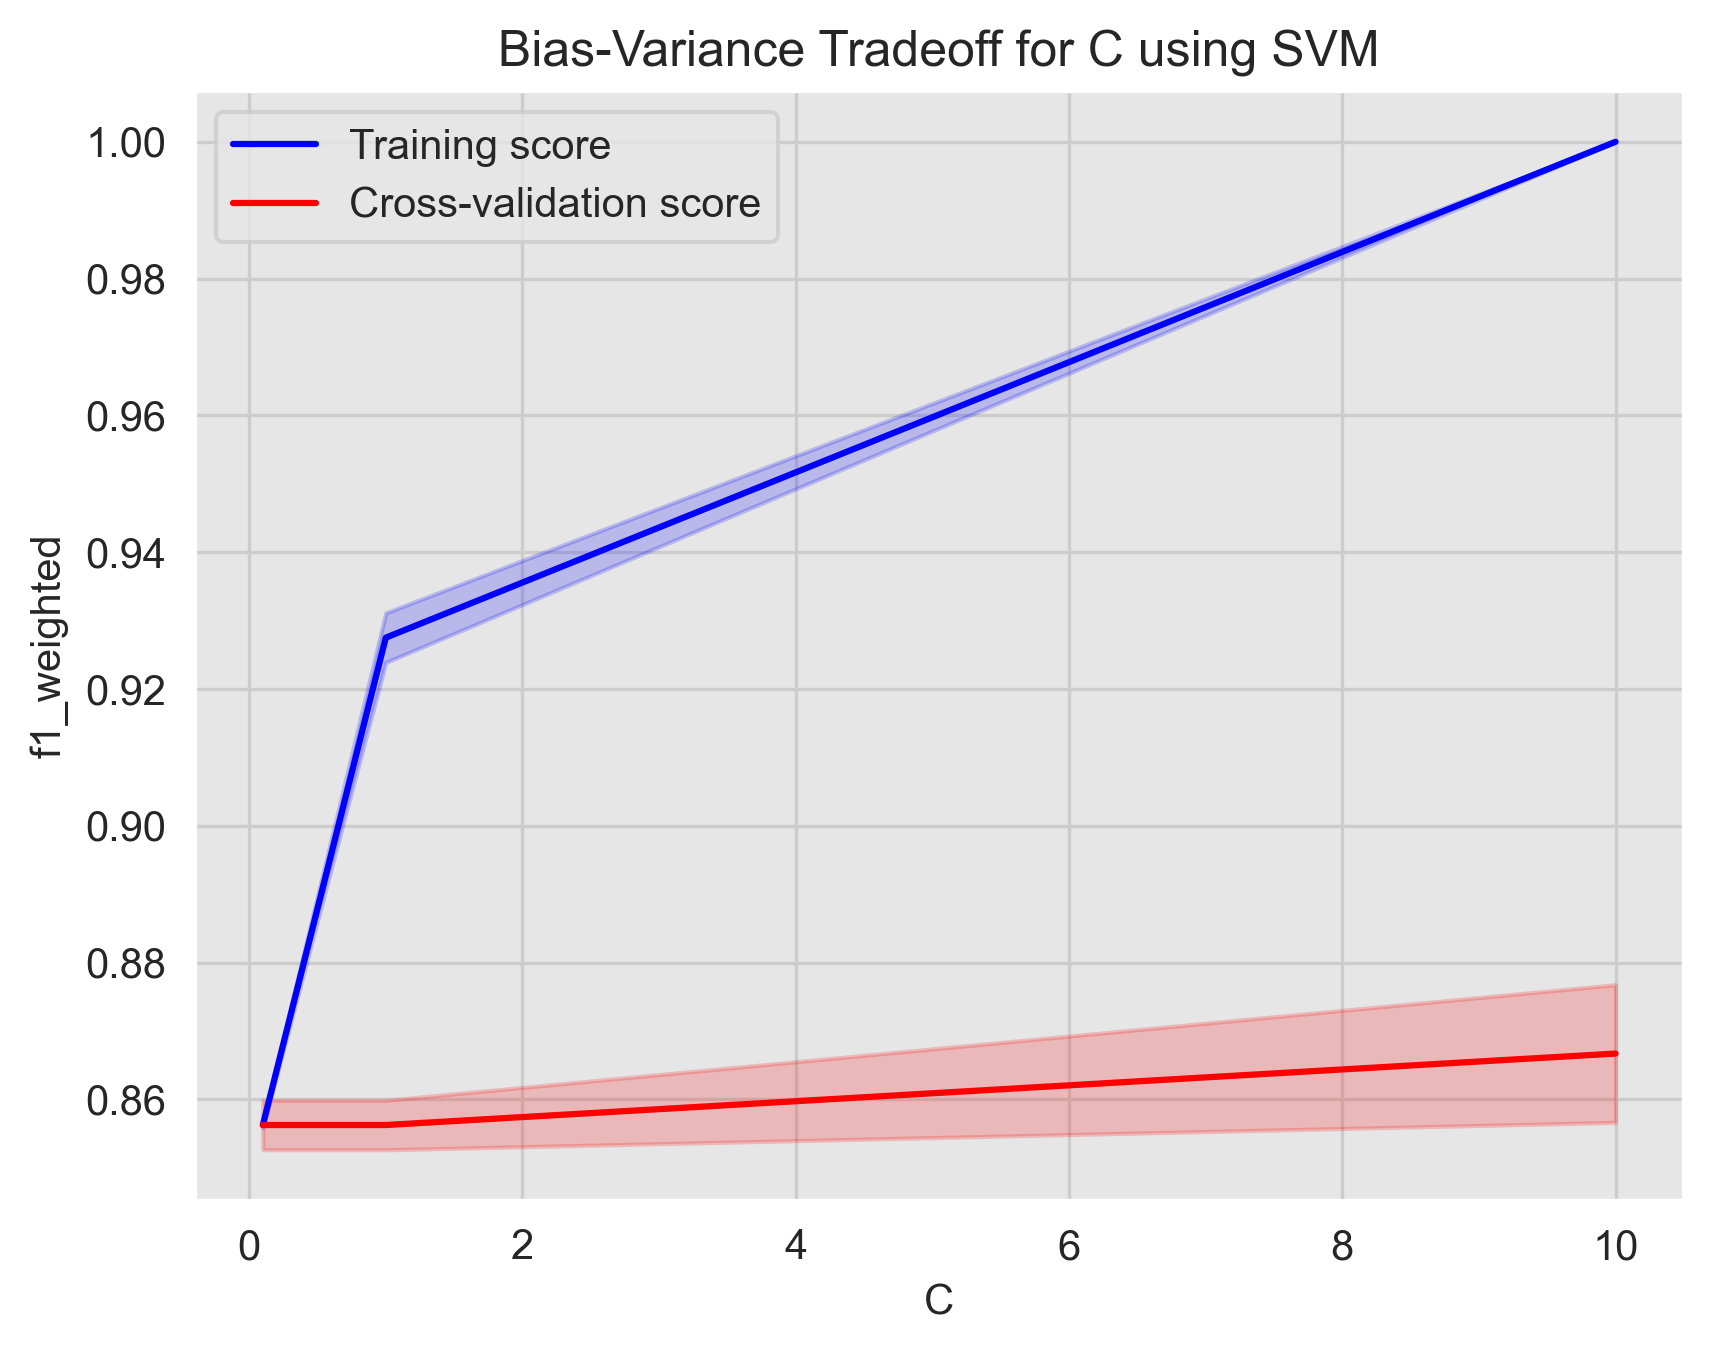 Bias-Variance Tradeoff for C using SVM
Training score
Cross-validation score
1.00
0.98
0.96
0.94
0.92
0.90
0.88
0.86
f1_weighted
0 2 4 6 8 10
C